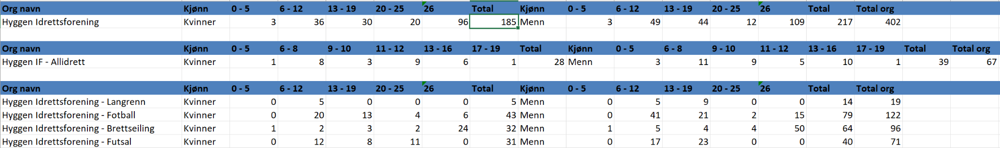 Org navn Kjønn 0 - 5 6 - 12 13 - 19 20 - 25 26 Total Kjønn 0 - 5 6 - 12 13 - 19 20 - 25 26 Total Total org
Hyggen Idrettsforening Kvinner 3 36 30 20 96 185 Menn 3 49 44 12 109 217 402
Org navn Kjønn 0 - 5 6 - 8 9 - 10 11 - 12 13 - 16 17 - 19 Total Kjønn 0 - 5 6 - 8 9 - 10 11 - 12 13 - 16 17 - 19 Total Total org
Hyggen IF - Allidrett Kvinner 1 8 3 9 6 1 28 Menn 3 11 9 5 10 1 39 67
Org navn Kjønn 0 - 5 6 - 12 13 - 19 20 - 25 26 Total Kjønn 0 - 5 6 - 12 13 - 19 20 - 25 26 Total Total org
Hyggen Idrettsforening - Langrenn Kvinner 0 5 0 0 0 5 Menn 0 5 9 0 0 14 19
Hyggen Idrettsforening - Fotball Kvinner 0 20 13 4 6 43 Menn 0 41 21 2 15 79 122
Hyggen Idrettsforening - Brettseiling Kvinner 1 2 3 2 24 32 Menn 1 5 4 4 50 64 96
Hyggen Idrettsforening - Futsal Kvinner 0 12 8 11 0 31 Menn 0 17 23 0 0 40 71